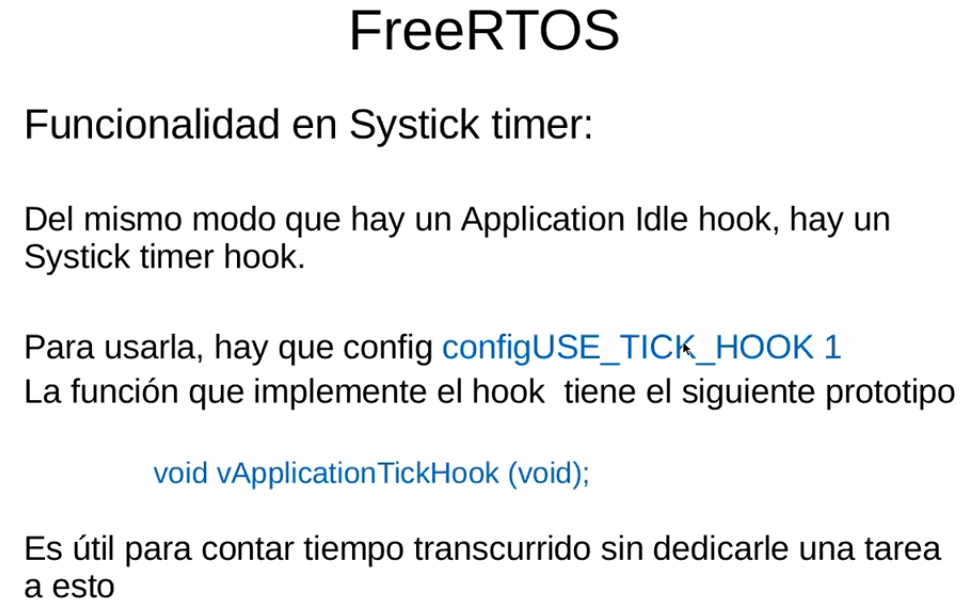 FreeRTOS
Funcionalidad en Systick timer:
Del mismo modo que hay un Application Idle hook, hay un
Systick timer hook.
Para usarla, hay que config configUSE_TICK_HOOK 1
La función que implemente el hook  tiene el siguiente prototipo
void vApplicationTickHook (void);
Es útil para contar tiempo transcurrido sin dedicarle una tarea
a esto